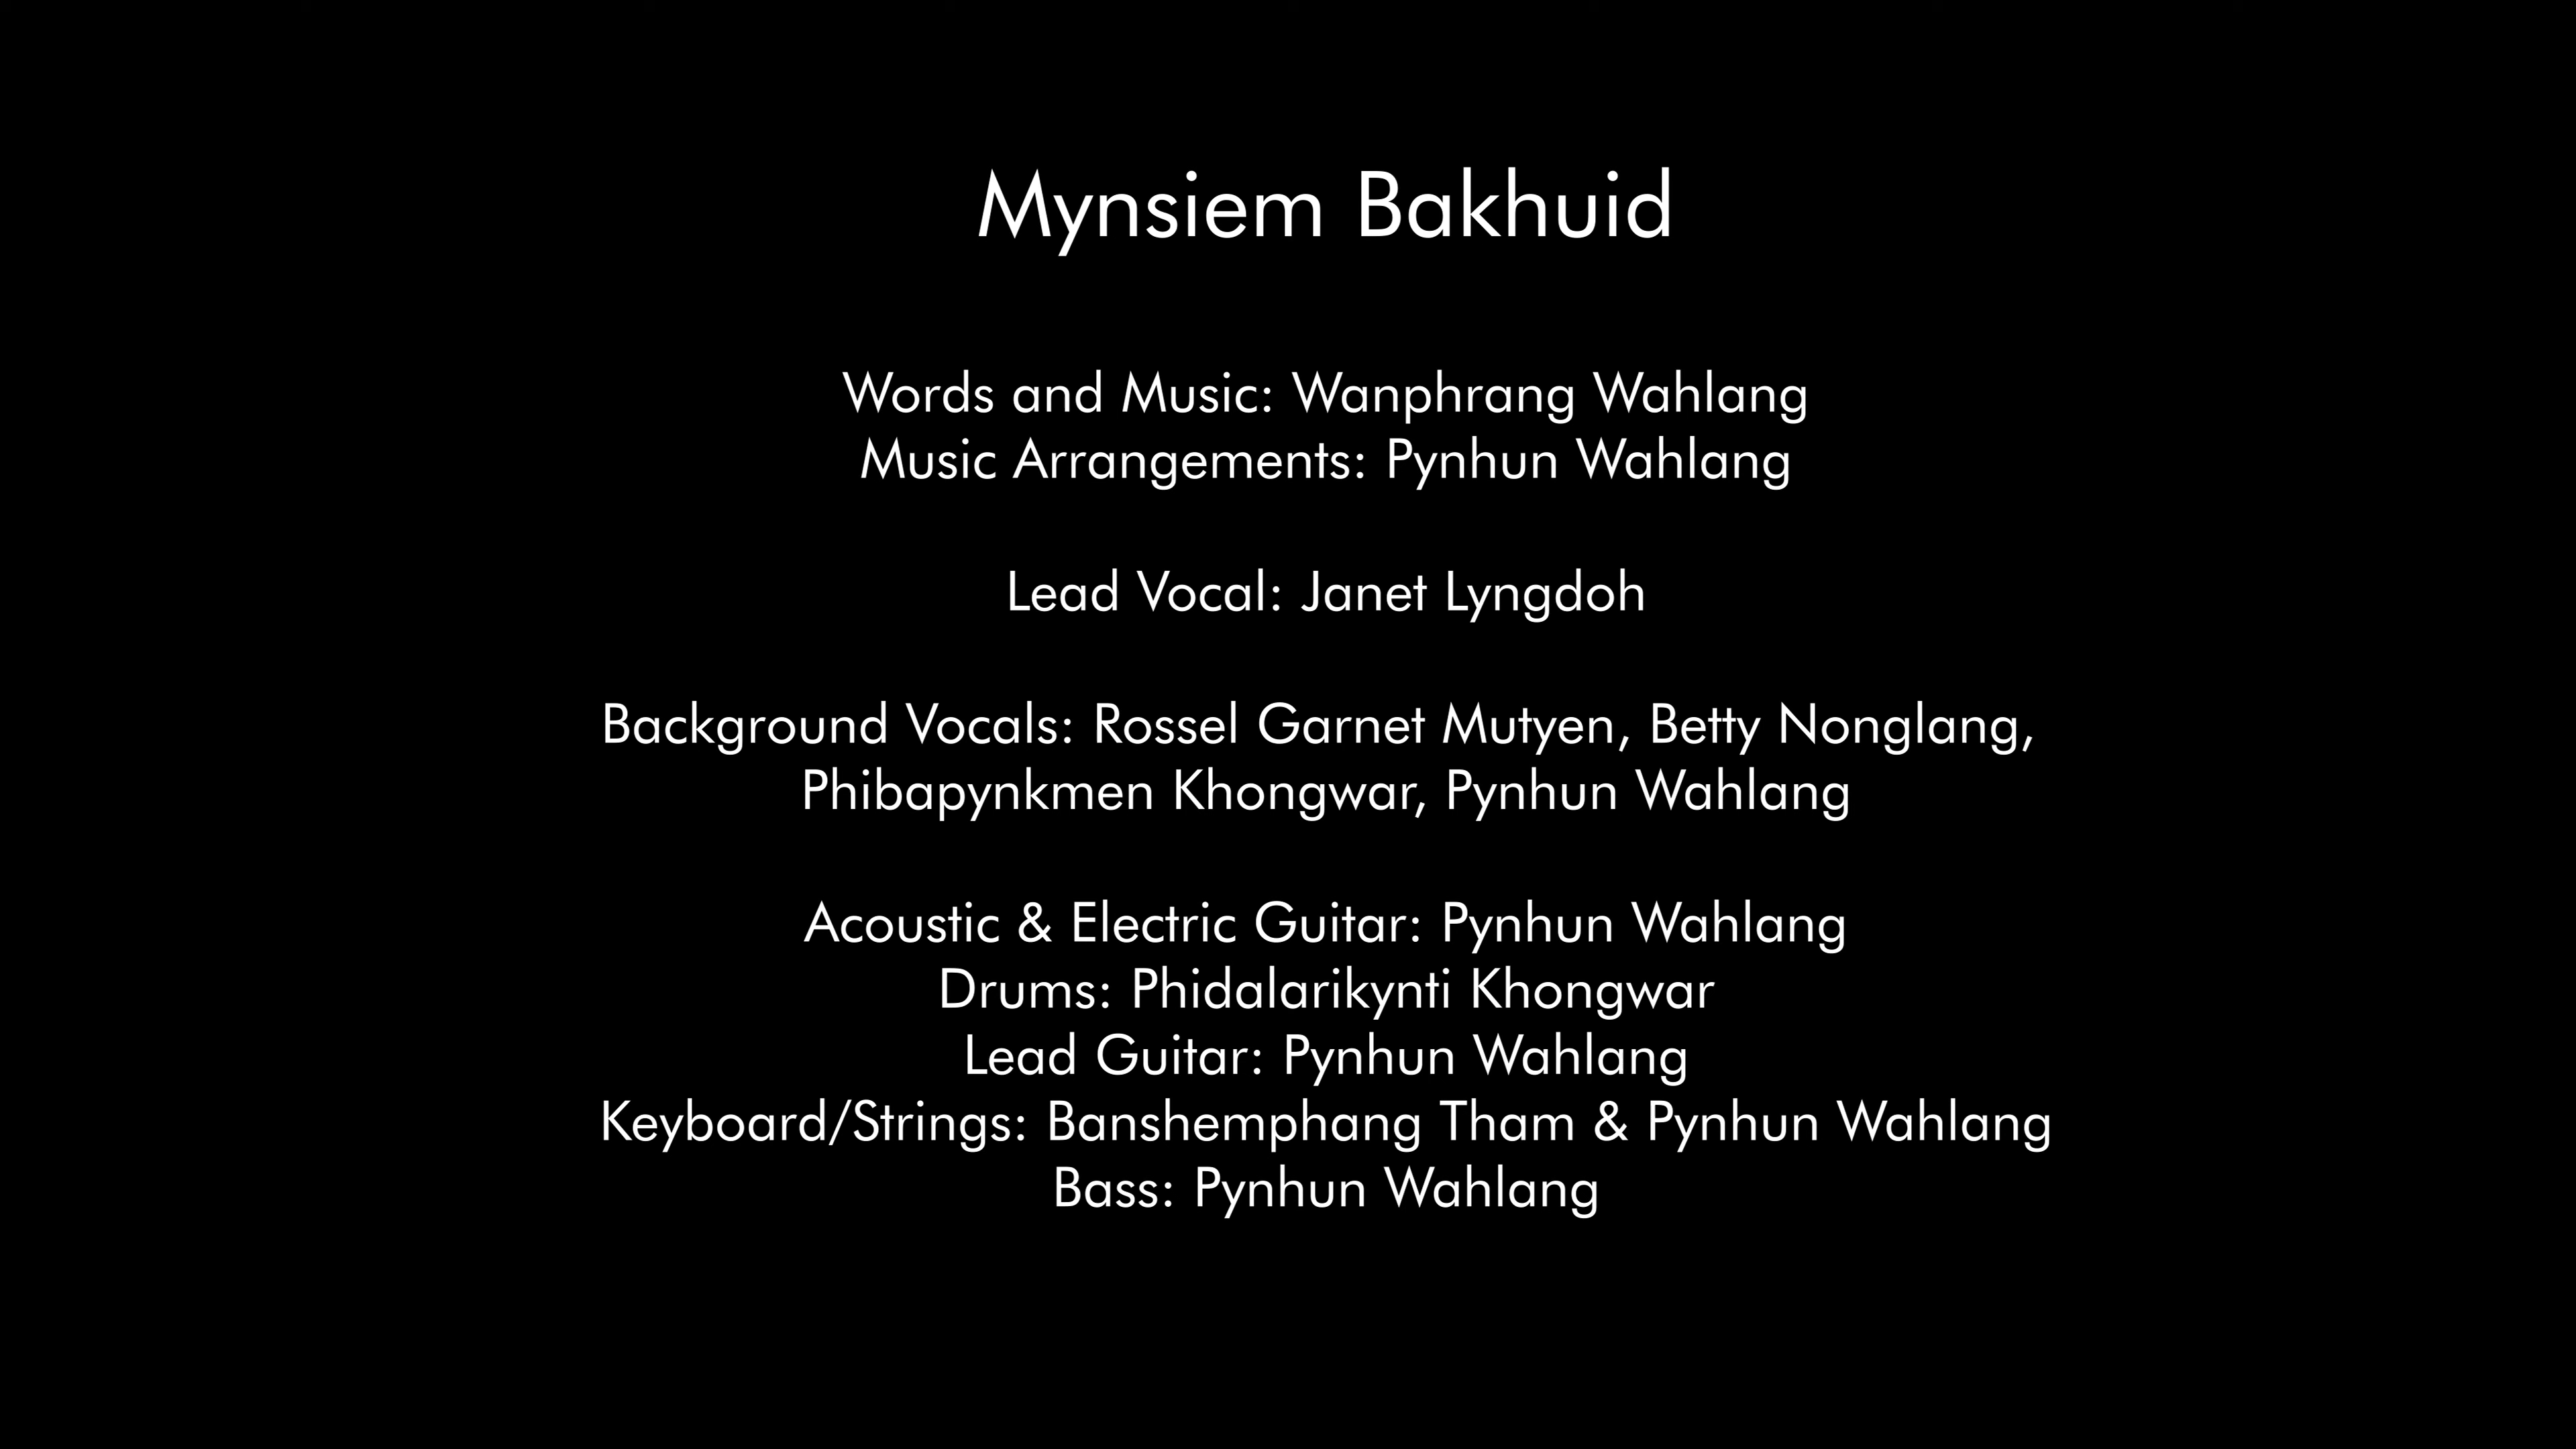 Mynsiem Bakhuid
Words and Music: Wanphrang Wahlang
Music Arrangements: Pynhun Wahlang
Lead Vocal: Janet Lyngdoh
Background Vocals: Rossel Garnet Mutyen, Betty Nonglang,
Phibapynkmen Khongwar, Pynhun Wahlang
Acoustic & Electric Guitar: Pynhun Wahlang
Drums: Phidalarikynti Khongwar
Lead Guitar: Pynhun Wahlang
Keyboard/Strings: Banshemphang Tham & Pynhun Wahlang
Bass: Pynhun Wahlang